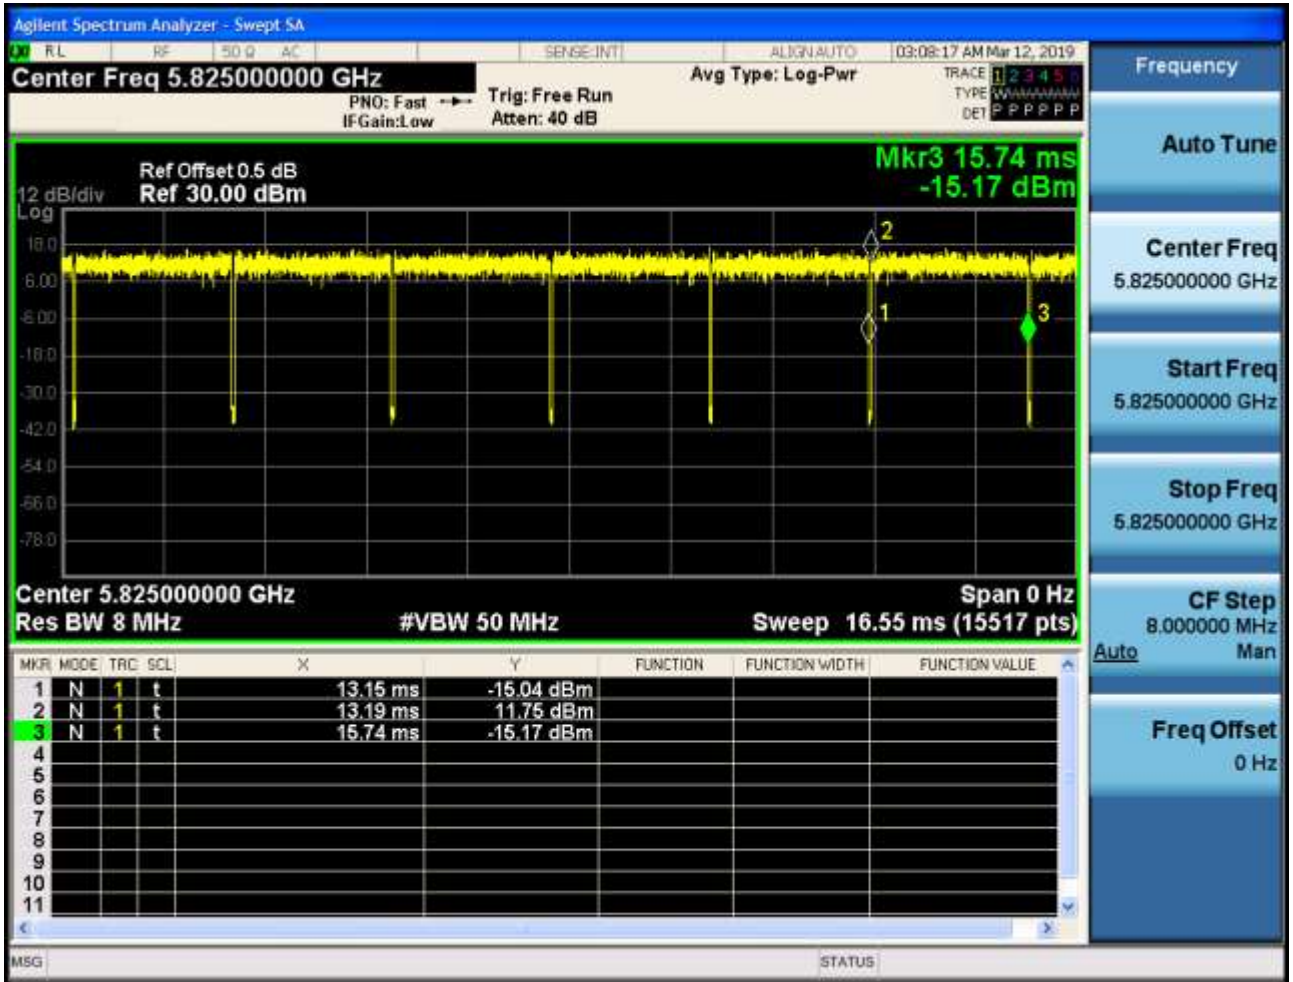 Agilent Spectrum Analyzer - Swept SA
RL RF 50 Ω AC SENSE:INT ALIGNAUTO 03:08:17 AM Mar 12, 2019
Center Freq 5.825000000 GHz
PNO: Fast
IFGain:Low
Trig: Free Run
Atten: 40 dB
Avg Type: Log-Pwr
TRACE 1 2 3 4 5 6
TYPE
DET P P P P P P
Mkr3 15.74 ms
-15.17 dBm
Ref Offset 0.5 dB
12 dB/div Ref 30.00 dBm
Log
18.0
6.00
-6.00
-18.0
-30.0
-42.0
-54.0
-66.0
-78.0
2
1
3
Center 5.825000000 GHz Span 0 Hz
Res BW 8 MHz #VBW 50 MHz Sweep 16.55 ms (15517 pts)
MKR MODE TRC SCL X Y FUNCTION FUNCTION WIDTH FUNCTION VALUE
1 N 1 t 13.15 ms -15.04 dBm
2 N 1 t 13.19 ms 11.75 dBm
3 N 1 t 15.74 ms -15.17 dBm
4
5
6
7
8
9
10
11
MSG STATUS
Frequency
Auto Tune
Center Freq
5.825000000 GHz
Start Freq
5.825000000 GHz
Stop Freq
5.825000000 GHz
CF Step
8.000000 MHz
Auto Man
Freq Offset
0 Hz